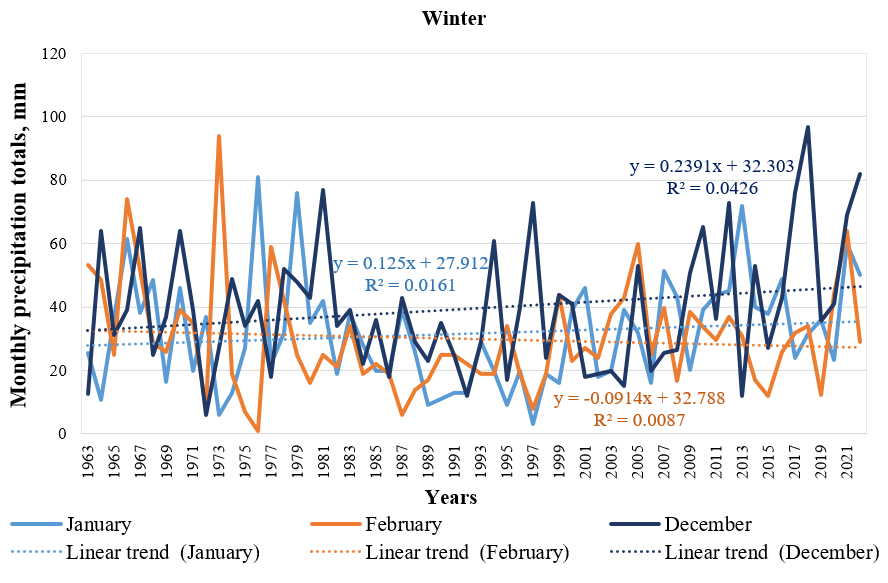 Winter
Monthly precipitation totals, mm
120
100
80
60
40
20
0
y = 0.2391x + 32.303
R² = 0.0426
y = 0.125x + 27.912
R² = 0.0161
y = -0.0914x + 32.788
R² = 0.0087
1963 1965 1967 1969 1971 1973 1975 1977 1979 1981 1983 1985 1987 1989 1991 1993 1995 1997 1999 2001 2003 2005 2007 2009 2011 2013 2015 2017 2019 2021
Years
January February December
Linear trend (January) Linear trend (February) Linear trend (December)